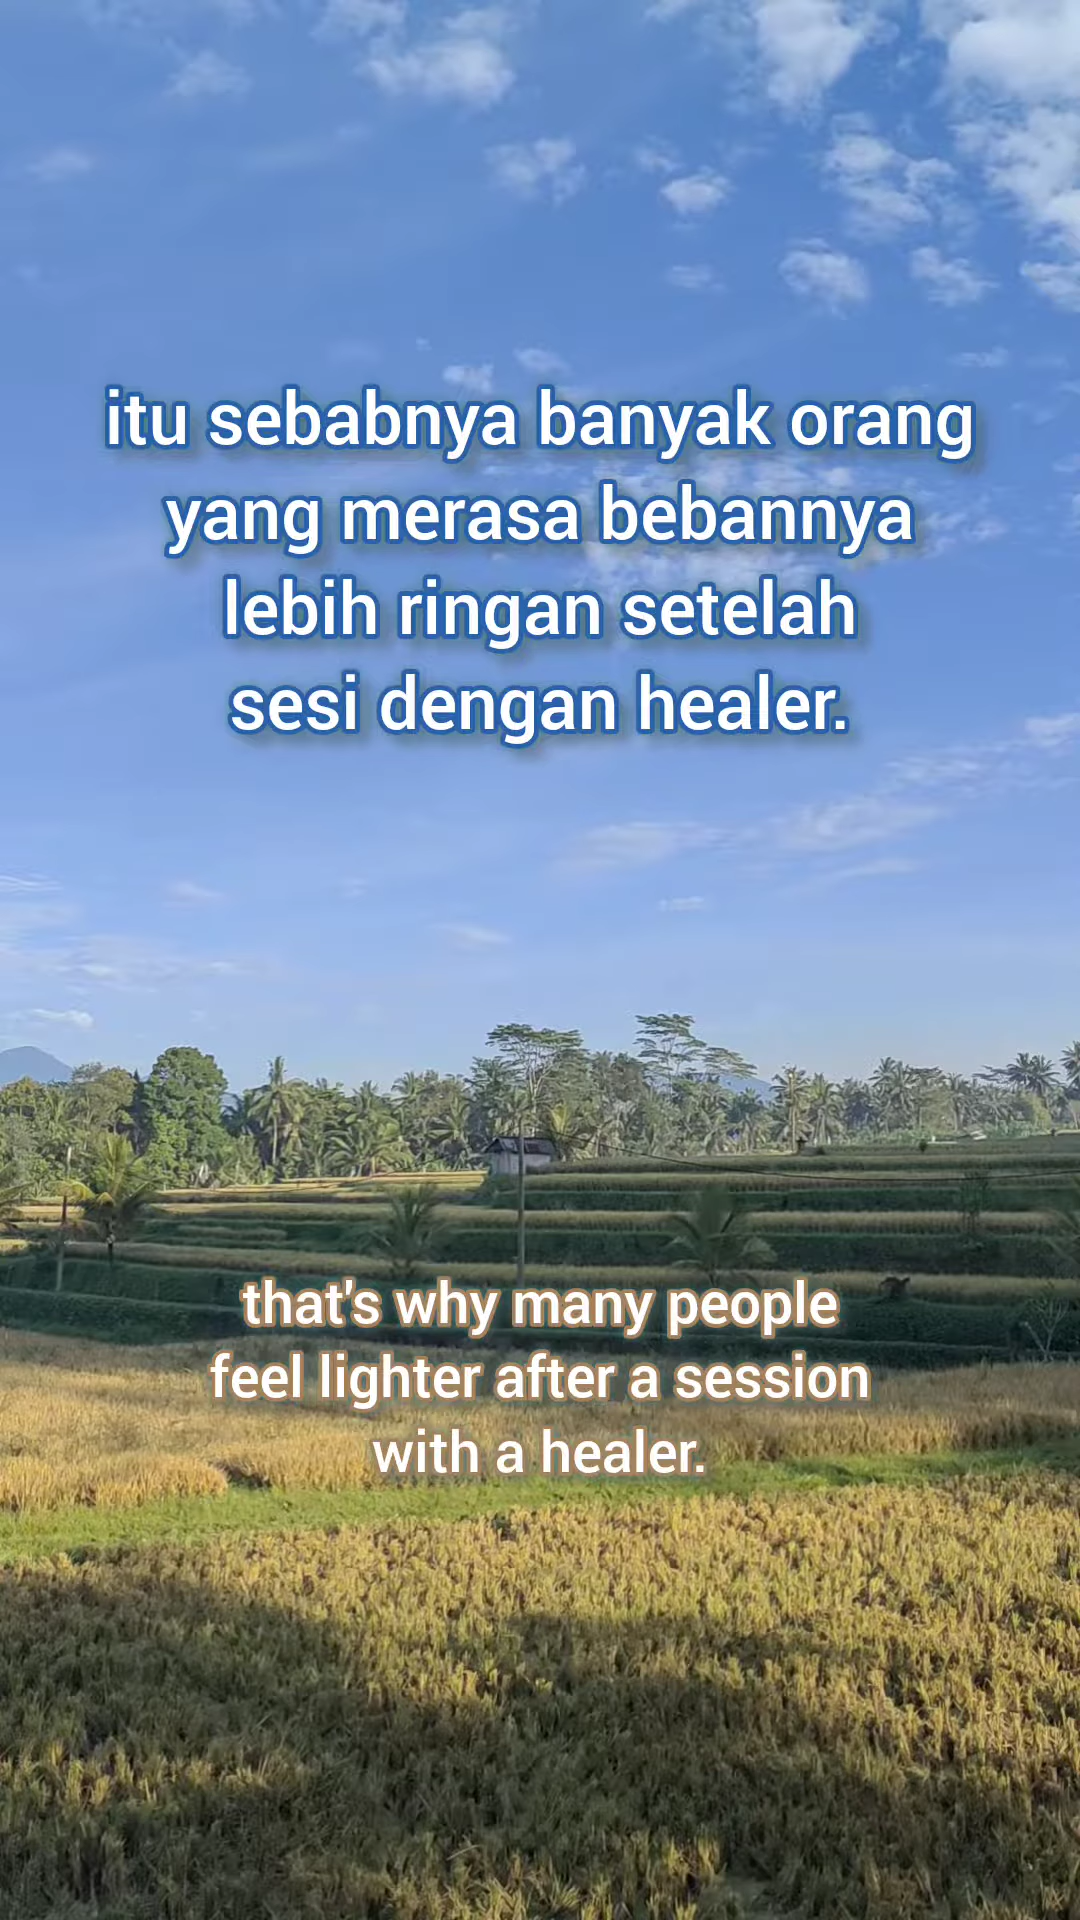 itu sebabnya banyak orang
yang merasa bebannya
lebih ringan setelah
sesi dengan healer.
that's why many people
feel lighter after a session
with a healer.